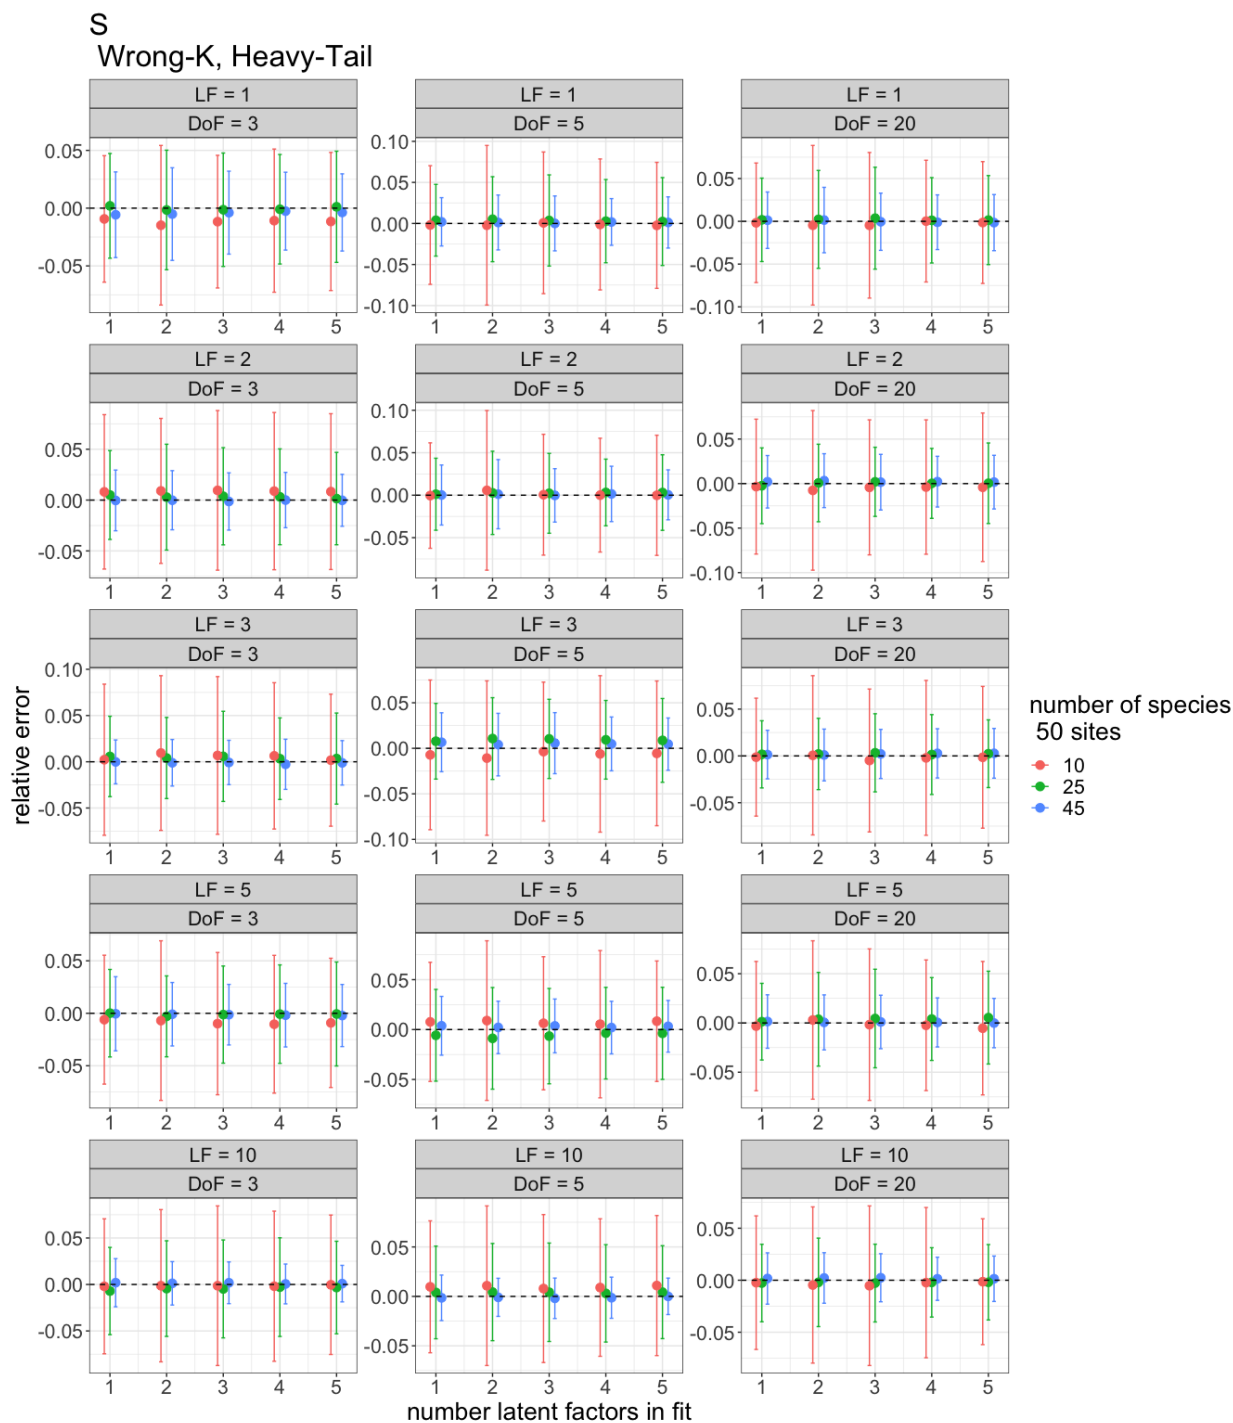 S
Wrong-K, Heavy-Tail
LF = 1
DoF = 3
0.05
0.00
-0.05
1 2 3 4 5
LF = 1
DoF = 5
0.10
0.05
0.00
-0.05
-0.10
1 2 3 4 5
LF = 1
DoF = 20
0.05
0.00
-0.05
-0.10
1 2 3 4 5
LF = 2
DoF = 3
0.05
0.00
-0.05
1 2 3 4 5
LF = 2
DoF = 5
0.10
0.05
0.00
-0.05
1 2 3 4 5
LF = 2
DoF = 20
0.05
0.00
-0.05
-0.10
1 2 3 4 5
relative error
LF = 3
DoF = 3
0.10
0.05
0.00
-0.05
1 2 3 4 5
LF = 3
DoF = 5
0.05
0.00
-0.05
-0.10
1 2 3 4 5
LF = 3
DoF = 20
0.05
0.00
-0.05
1 2 3 4 5
number of species
50 sites
10
25
45
LF = 5
DoF = 3
0.05
0.00
-0.05
1 2 3 4 5
LF = 5
DoF = 5
0.05
0.00
-0.05
1 2 3 4 5
LF = 5
DoF = 20
0.05
0.00
-0.05
1 2 3 4 5
LF = 10
DoF = 3
0.05
0.00
-0.05
1 2 3 4 5
LF = 10
DoF = 5
0.05
0.00
-0.05
1 2 3 4 5
LF = 10
DoF = 20
0.05
0.00
-0.05
1 2 3 4 5
number latent factors in fit